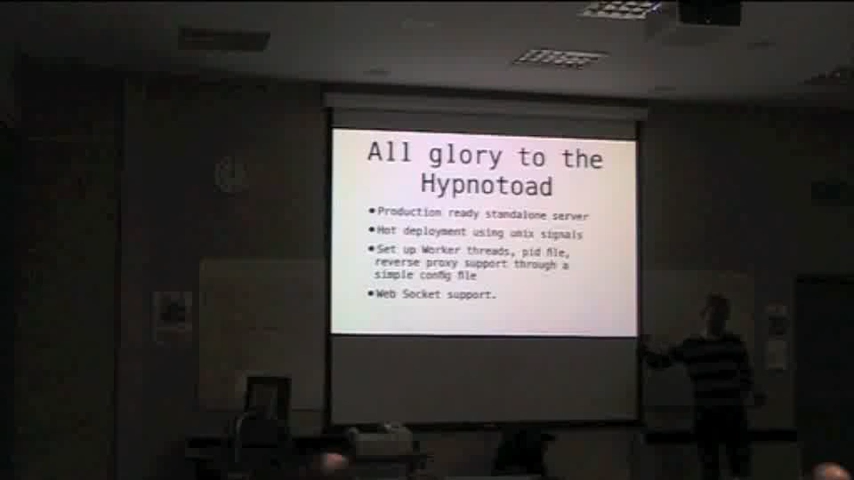 All glory to the
Hypnotoad
•Production ready standalone server
•Hot deployment using unix signals
•Set up Worker threads, pid file,
reverse proxy support through a
simple config file
•Web Socket support.